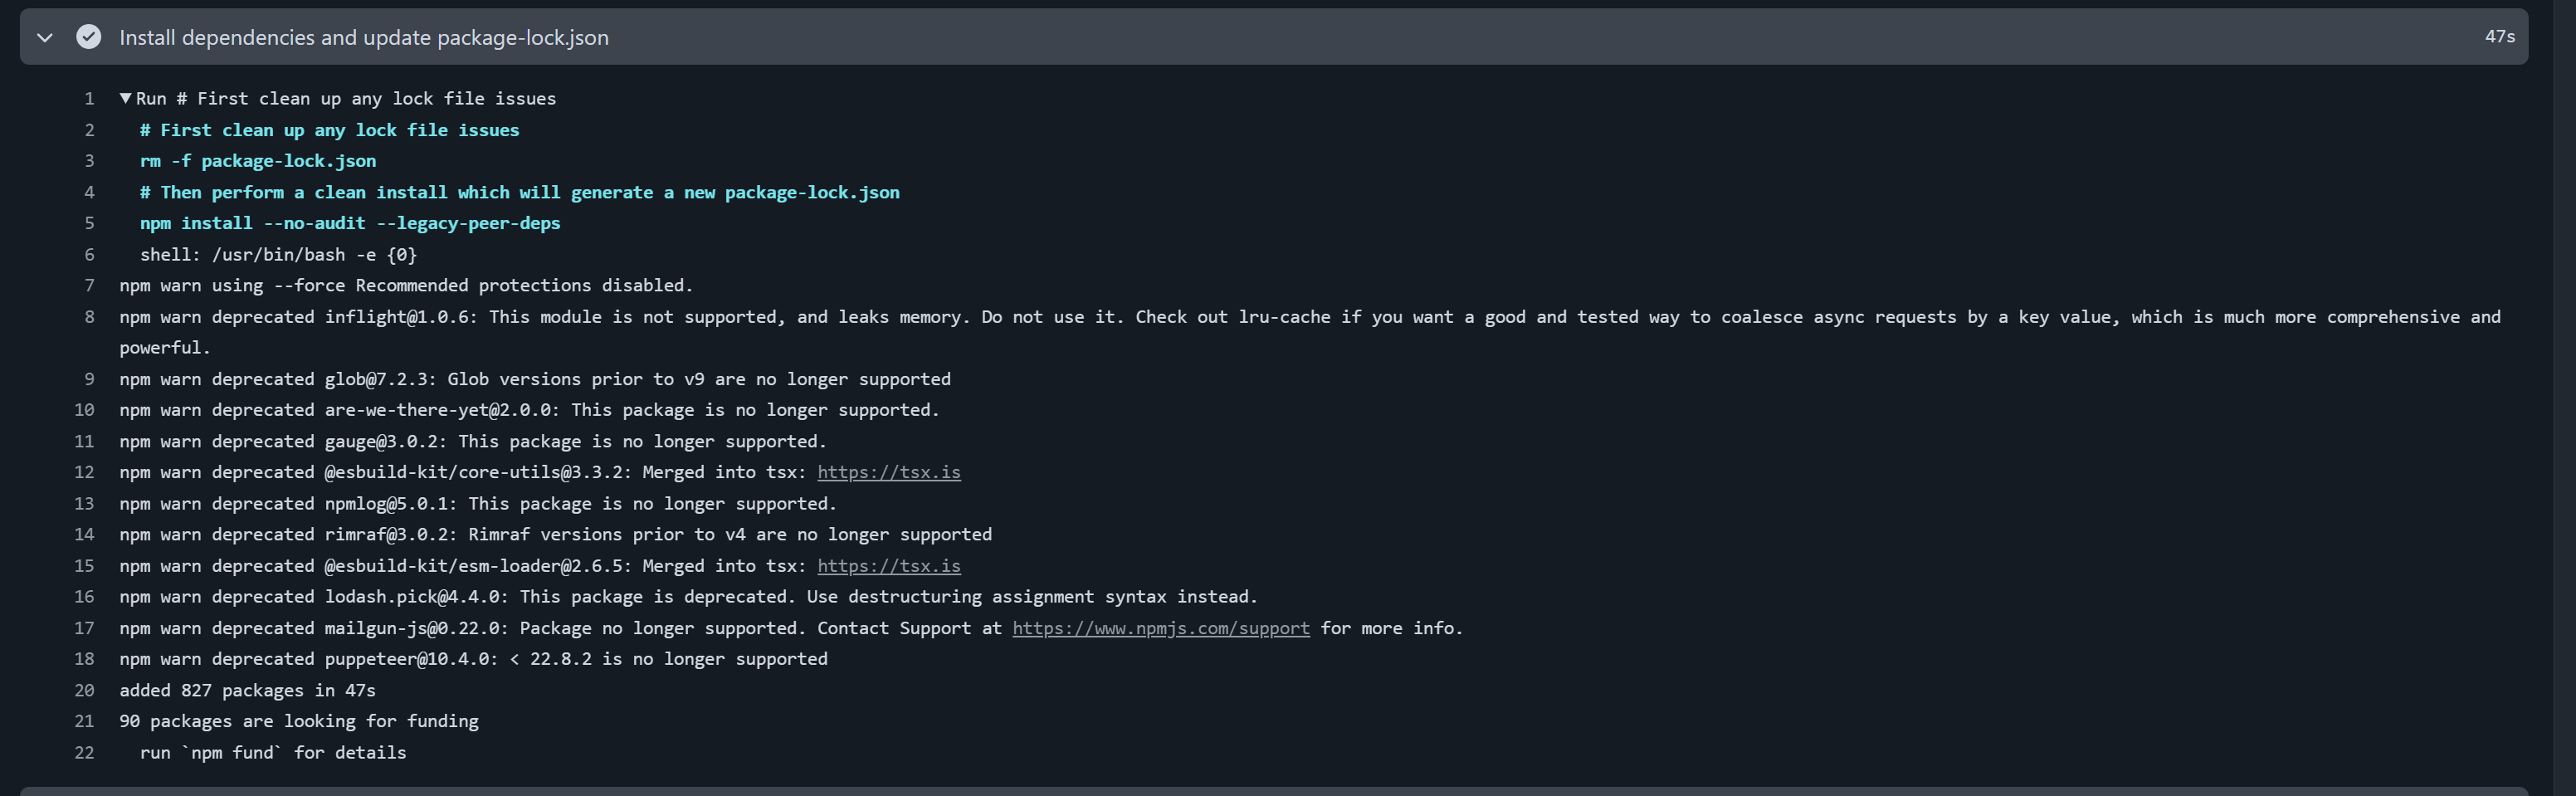 Install dependencies and update package-lock.json
47s
1 Run # First clean up any lock file issues
2 # First clean up any lock file issues
3 rm -f package-lock.json
4 # Then perform a clean install which will generate a new package-lock.json
5 npm install --no-audit --legacy-peer-deps
6 shell: /usr/bin/bash -e {0}
7 npm warn using --force Recommended protections disabled.
8 npm warn deprecated inflight@1.0.6: This module is not supported, and leaks memory. Do not use it. Check out lru-cache if you want a good and tested way to coalesce async requests by a key value, which is much more comprehensive and
powerful.
9 npm warn deprecated glob@7.2.3: Glob versions prior to v9 are no longer supported
10 npm warn deprecated are-we-there-yet@2.0.0: This package is no longer supported.
11 npm warn deprecated gauge@3.0.2: This package is no longer supported.
12 npm warn deprecated @esbuild-kit/core-utils@3.3.2: Merged into tsx: https://tsx.is
13 npm warn deprecated npmlog@5.0.1: This package is no longer supported.
14 npm warn deprecated rimraf@3.0.2: Rimraf versions prior to v4 are no longer supported
15 npm warn deprecated @esbuild-kit/esm-loader@2.6.5: Merged into tsx: https://tsx.is
16 npm warn deprecated lodash.pick@4.4.0: This package is deprecated. Use destructuring assignment syntax instead.
17 npm warn deprecated mailgun-js@0.22.0: Package no longer supported. Contact Support at https://www.npmjs.com/support for more info.
18 npm warn deprecated puppeteer@10.4.0: < 22.8.2 is no longer supported
20 added 827 packages in 47s
21 90 packages are looking for funding
22 run `npm fund` for details